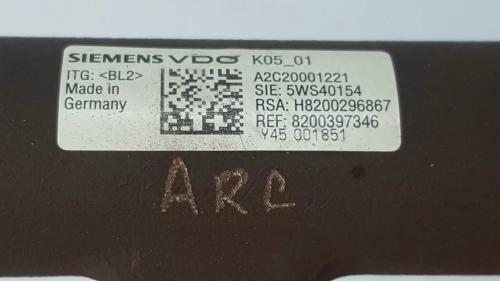 SIEMENS VDO K05_01
ITG: <BL2> A2C20001221
Made in SIE: 5WS40154
Germany RSA: H8200296867
REF: 8200397346
Y45 001851
ARC